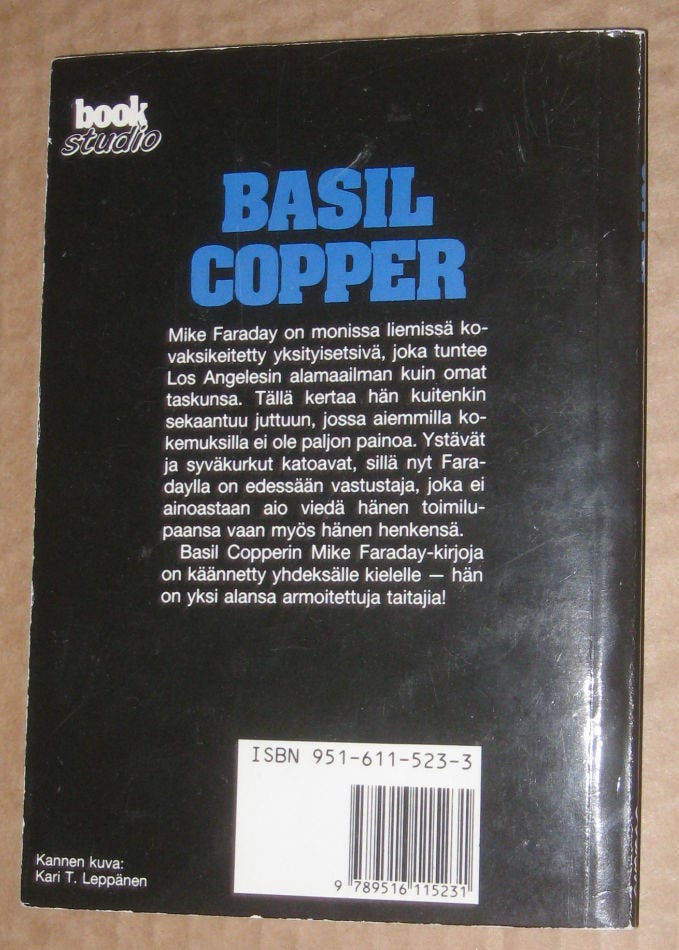 book
studio
BASIL
COPPER
Mike Faraday on monissa liemissä ko-
vaksikeitetty yksityisetsivä, joka tuntee
Los Angelesin alamaailman kuin omat
taskunsa. Tällä kertaa hän kuitenkin
sekaantuu juttuun, jossa aiemmilla ko-
kemuksilla ei ole paljon painoa. Ystävät
ja syväkurkut katoavat, sillä nyt Fara-
daylla on edessään vastustaja, joka ei
ainoastaan aio viedä hänen toimilu-
paansa vaan myös hänen henkensä.
Basil Copperin Mike Faraday-kirjoja
on käännetty yhdeksälle kielelle — hän
on yksi alansa armoitettuja taitajia!
ISBN 951-611-523-3
9 789516 115231
Kannen kuva:
Kari T. Leppänen